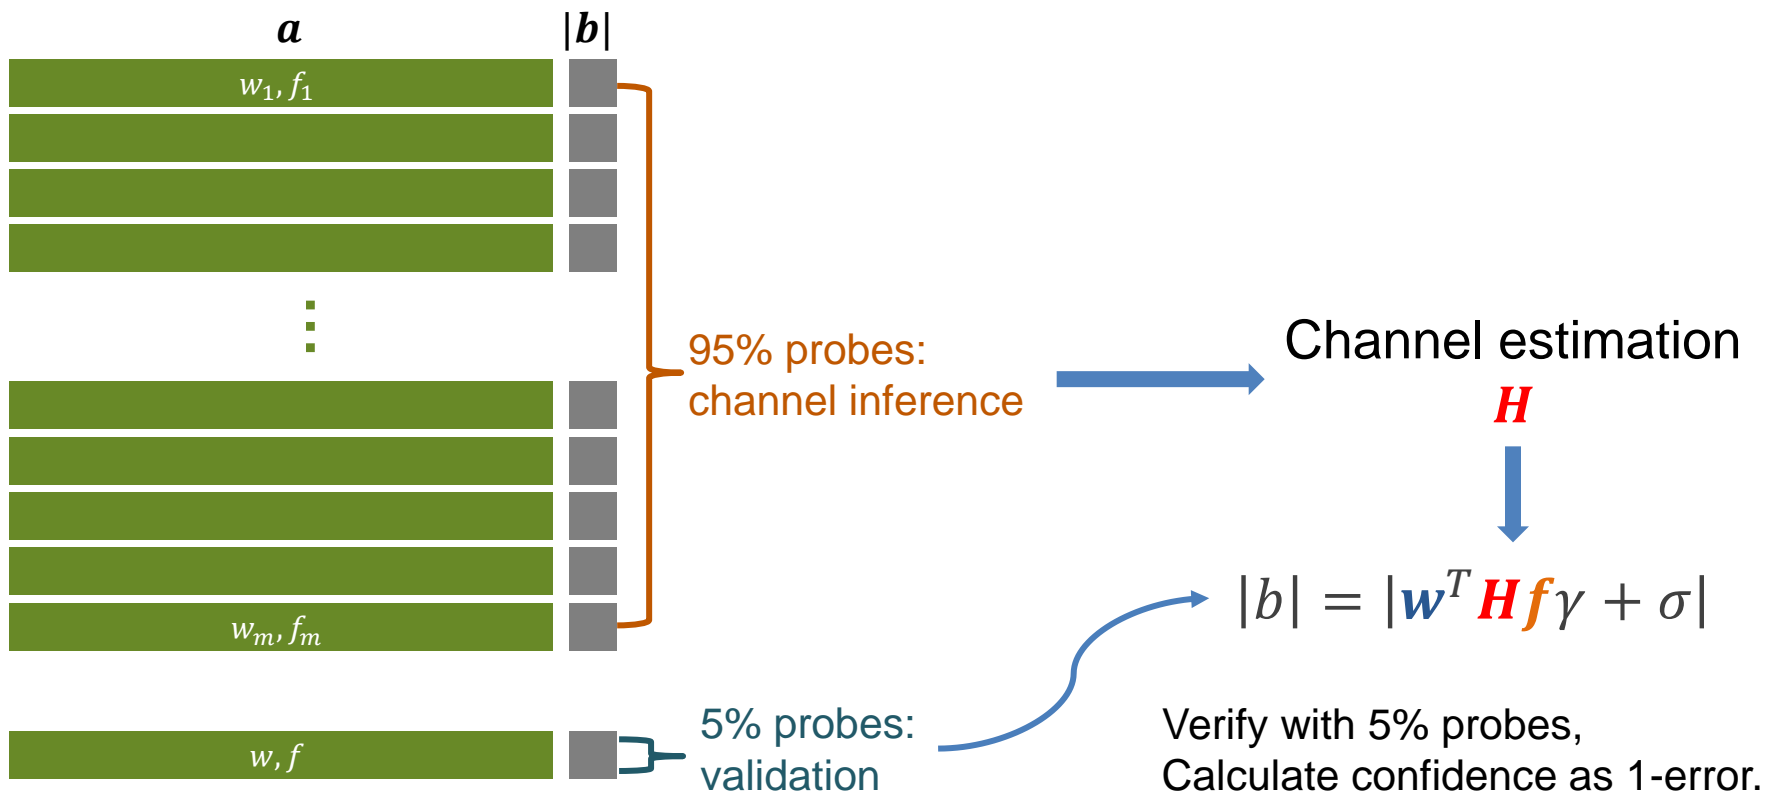 a |b|
w₁, f₁
⋮
95% probes:
channel inference
Channel estimation
H
|b| = |wᵀHfγ + σ|
wₘ, fₘ
5% probes:
validation
w, f
Verify with 5% probes,
Calculate confidence as 1-error.